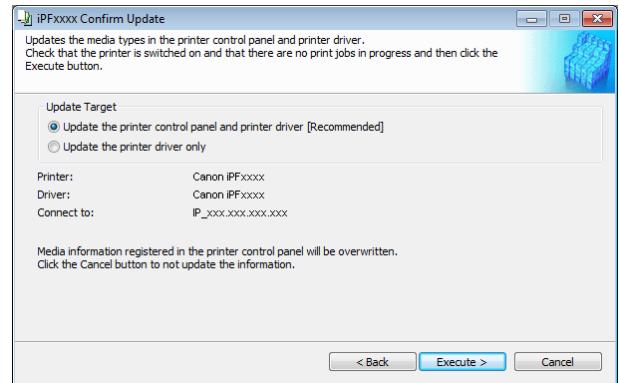 iPFxxxx Confirm Update
Updates the media types in the printer control panel and printer driver.
Check that the printer is switched on and that there are no print jobs in progress and then click the
Execute button.
Update Target
Update the printer control panel and printer driver [Recommended]
Update the printer driver only
Printer: Canon iPFxxxx
Driver: Canon iPFxxxx
Connect to: IP_xxx.xxx.xxx.xxx
Media information registered in the printer control panel will be overwritten.
Click the Cancel button to not update the information.
< Back Execute > Cancel